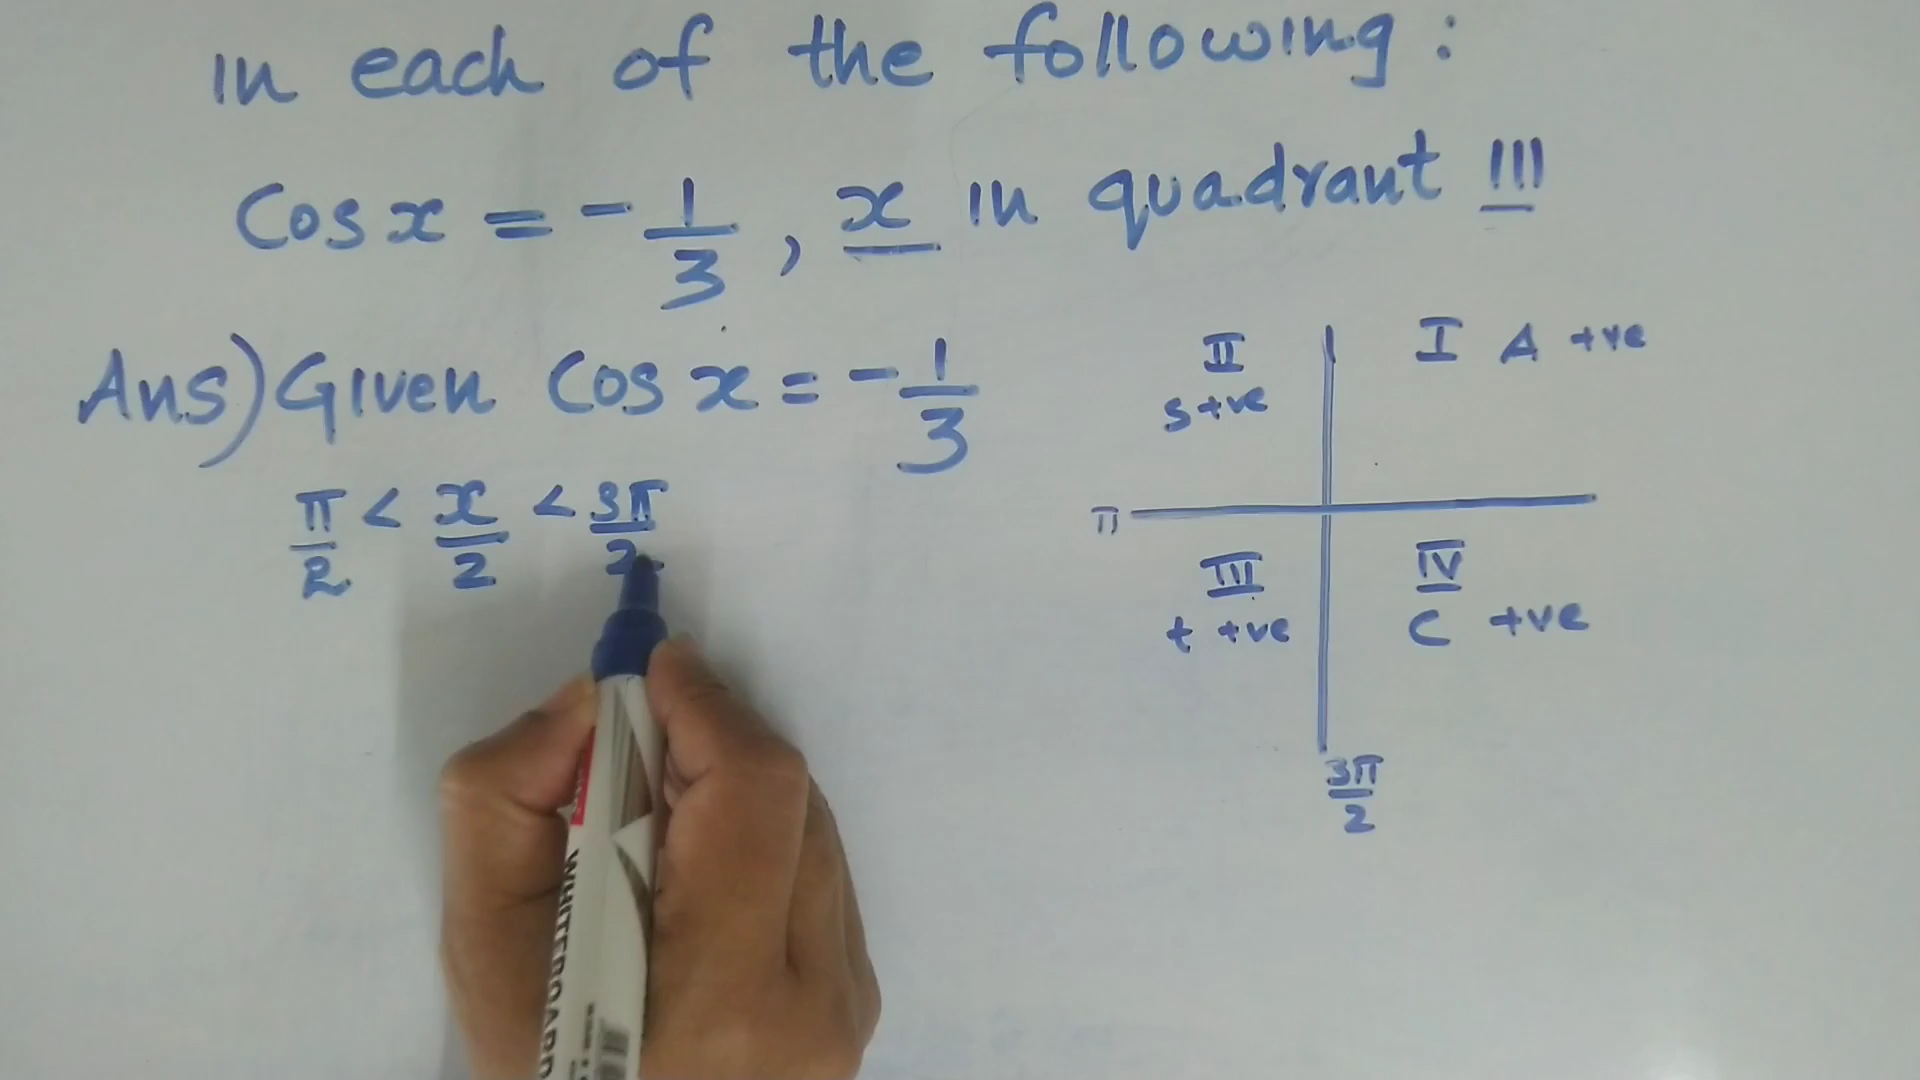 in each of the following :
Cos x = - 1/3 , x in quadrant III
Ans) Given Cos x = - 1/3
π/2 < x/2 < 3π/2
II
s +ve
I A +ve
π
III
t +ve
IV
C +ve
3π/2
WHITEBOARD